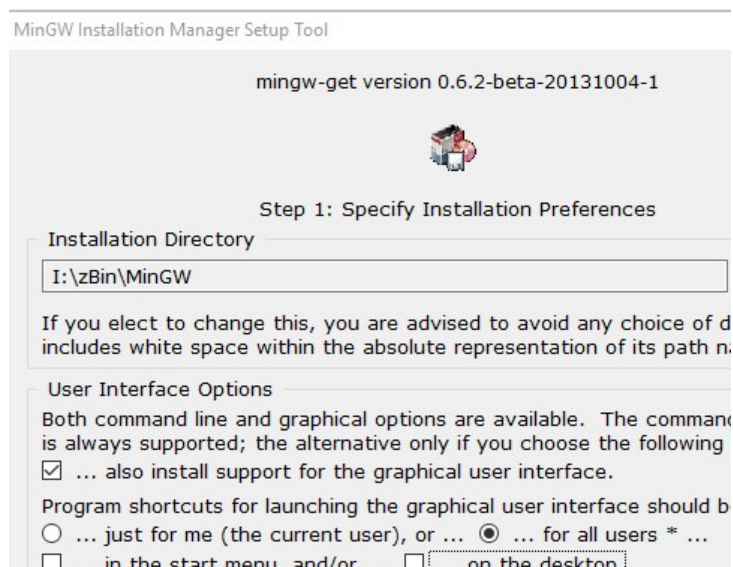 MinGW Installation Manager Setup Tool
mingw-get version 0.6.2-beta-20131004-1
Step 1: Specify Installation Preferences
Installation Directory
I:\zBin\MinGW
If you elect to change this, you are advised to avoid any choice of d
includes white space within the absolute representation of its path na
User Interface Options
Both command line and graphical options are available. The command
is always supported; the alternative only if you choose the following
... also install support for the graphical user interface.
Program shortcuts for launching the graphical user interface should b
... just for me (the current user), or ... ... for all users * ...
... in the start menu, and/or ... ... on the desktop.